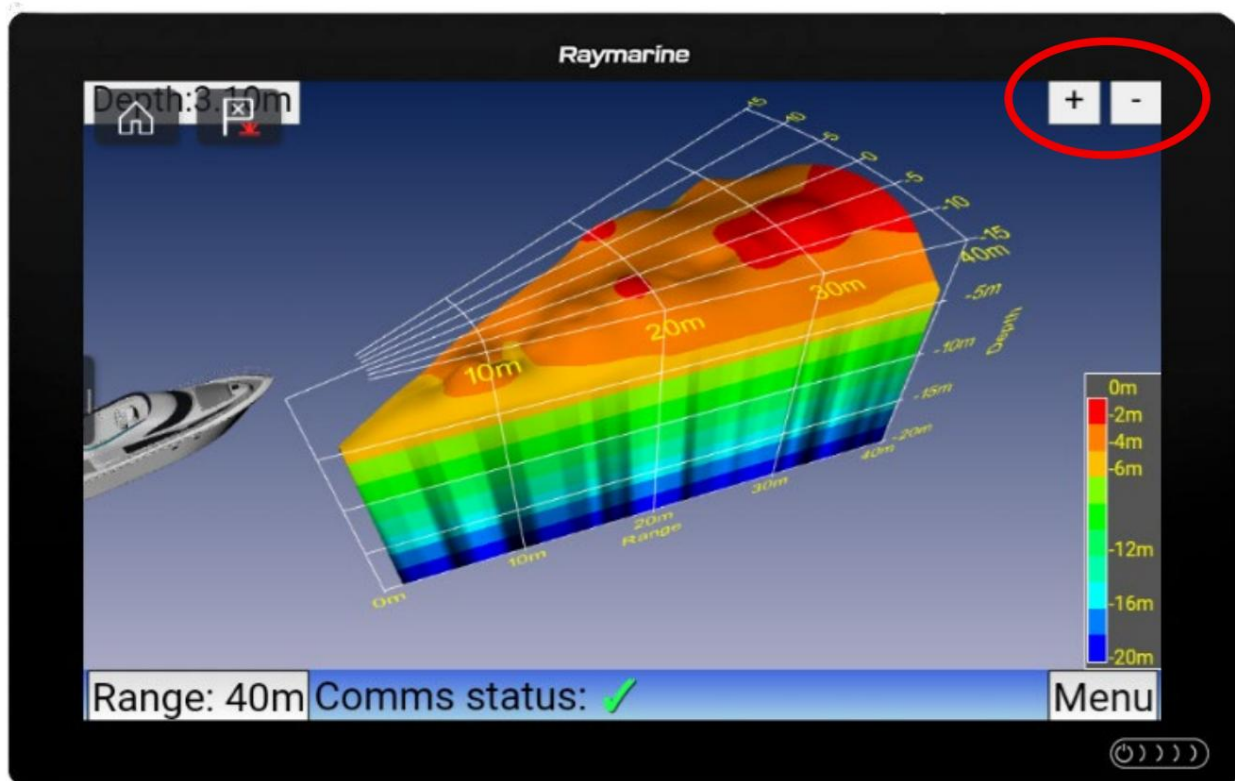 Raymarine
Depth:3.10m
+ -
15
10
5
0
-5
-10
-15
40m
30m
20m
10m
-5m
-10m
-15m
-20m
Depth
0m
10m
20m
30m
40m
Range
0m
-2m
-4m
-6m
-12m
-16m
-20m
Range: 40m Comms status: ✓ Menu